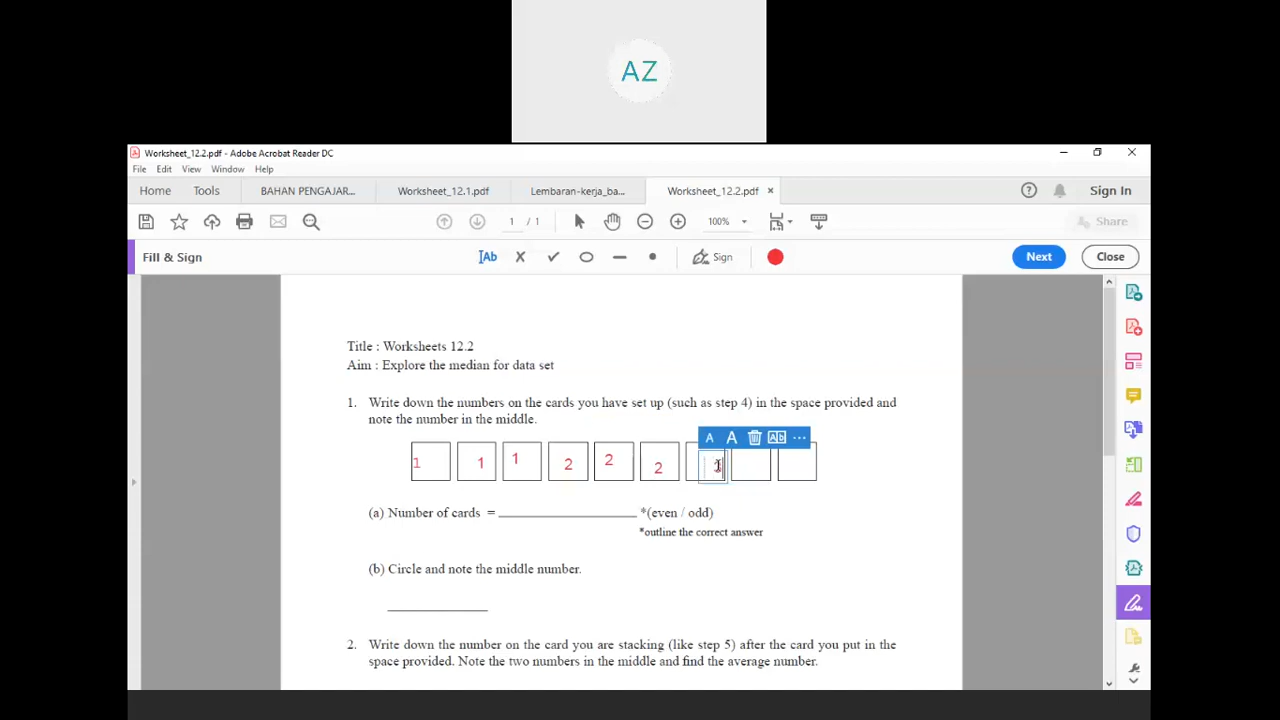 AZ
Worksheet_12.2.pdf - Adobe Acrobat Reader DC
File Edit View Window Help
Home Tools BAHAN PENGAJAR... Worksheet_12.1.pdf Lembaran-kerja_ba... Worksheet_12.2.pdf × Sign In
1 / 1 100% Share
Fill & Sign Ab Sign Next Close
Title : Worksheets 12.2
Aim : Explore the median for data set
1. Write down the numbers on the cards you have set up (such as step 4) in the space provided and
note the number in the middle.
A A Ab ...
1 1 1 2 2 2
(a) Number of cards = ____________ *(even / odd)
*outline the correct answer
(b) Circle and note the middle number.
2. Write down the number on the card you are stacking (like step 5) after the card you put in the
space provided. Note the two numbers in the middle and find the average number.